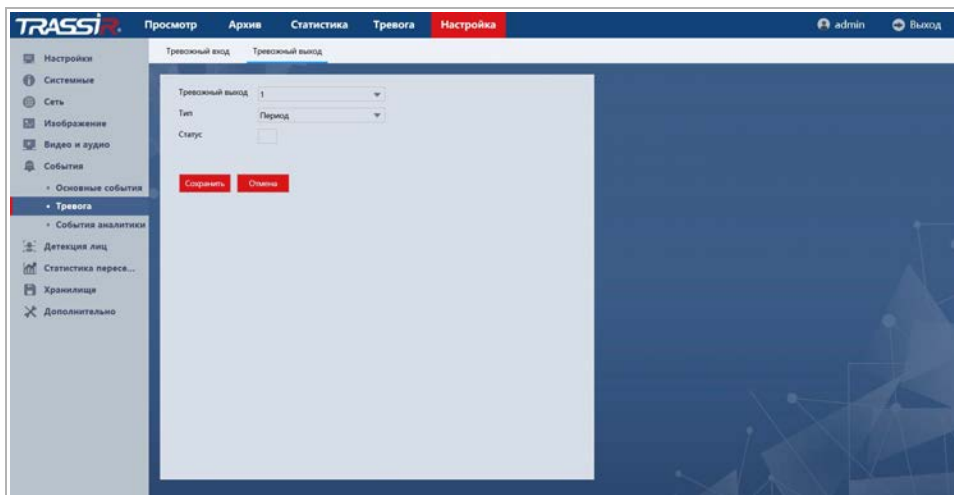 TRASSIR
Просмотр Архив Статистика Тревога Настройка admin Выход
Тревожный вход Тревожный выход
Настройки
Системные
Сеть
Изображение
Видео и аудио
События
Основные события
Тревога
События аналитики
Детекция лиц
Статистика пересе...
Хранилище
Дополнительно
Тревожный выход 1
Тип Период
Статус
Сохранить Отмена